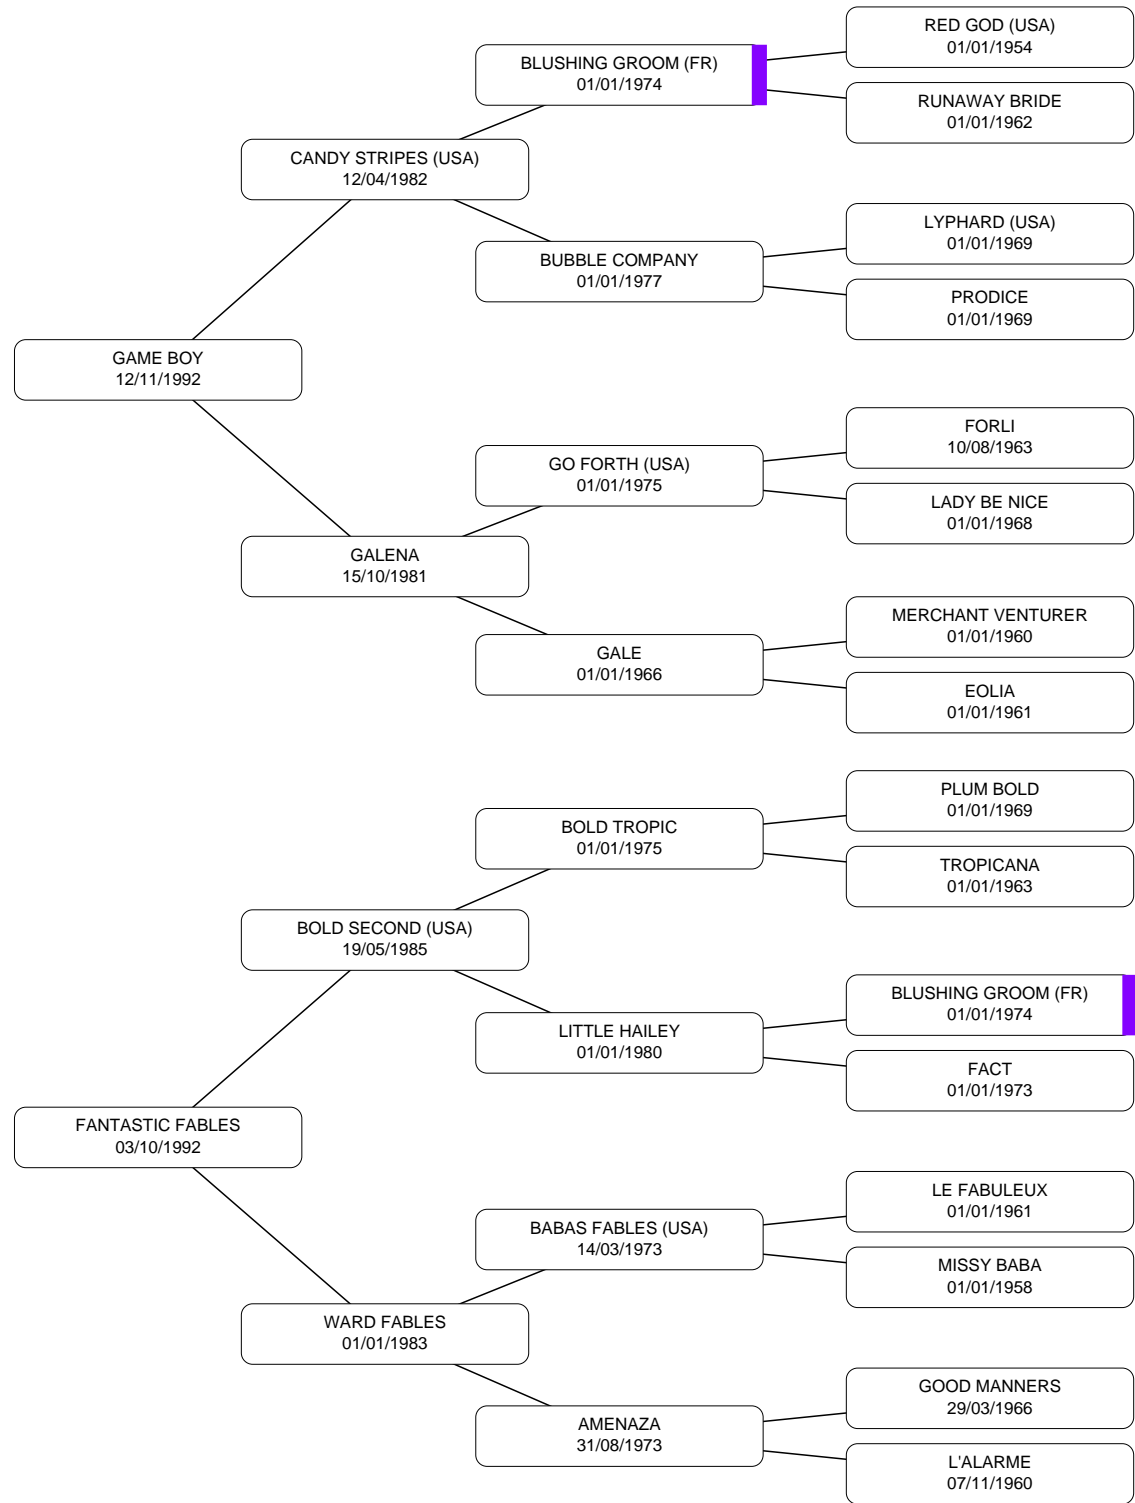 RED GOD (USA)
01/01/1954
BLUSHING GROOM (FR)
01/01/1974
RUNAWAY BRIDE
01/01/1962
CANDY STRIPES (USA)
12/04/1982
LYPHARD (USA)
01/01/1969
BUBBLE COMPANY
01/01/1977
PRODICE
01/01/1969
GAME BOY
12/11/1992
FORLI
10/08/1963
GO FORTH (USA)
01/01/1975
LADY BE NICE
01/01/1968
GALENA
15/10/1981
MERCHANT VENTURER
01/01/1960
GALE
01/01/1966
EOLIA
01/01/1961
PLUM BOLD
01/01/1969
BOLD TROPIC
01/01/1975
TROPICANA
01/01/1963
BOLD SECOND (USA)
19/05/1985
BLUSHING GROOM (FR)
01/01/1974
LITTLE HAILEY
01/01/1980
FACT
01/01/1973
FANTASTIC FABLES
03/10/1992
LE FABULEUX
01/01/1961
BABAS FABLES (USA)
14/03/1973
MISSY BABA
01/01/1958
WARD FABLES
01/01/1983
GOOD MANNERS
29/03/1966
AMENAZA
31/08/1973
L'ALARME
07/11/1960